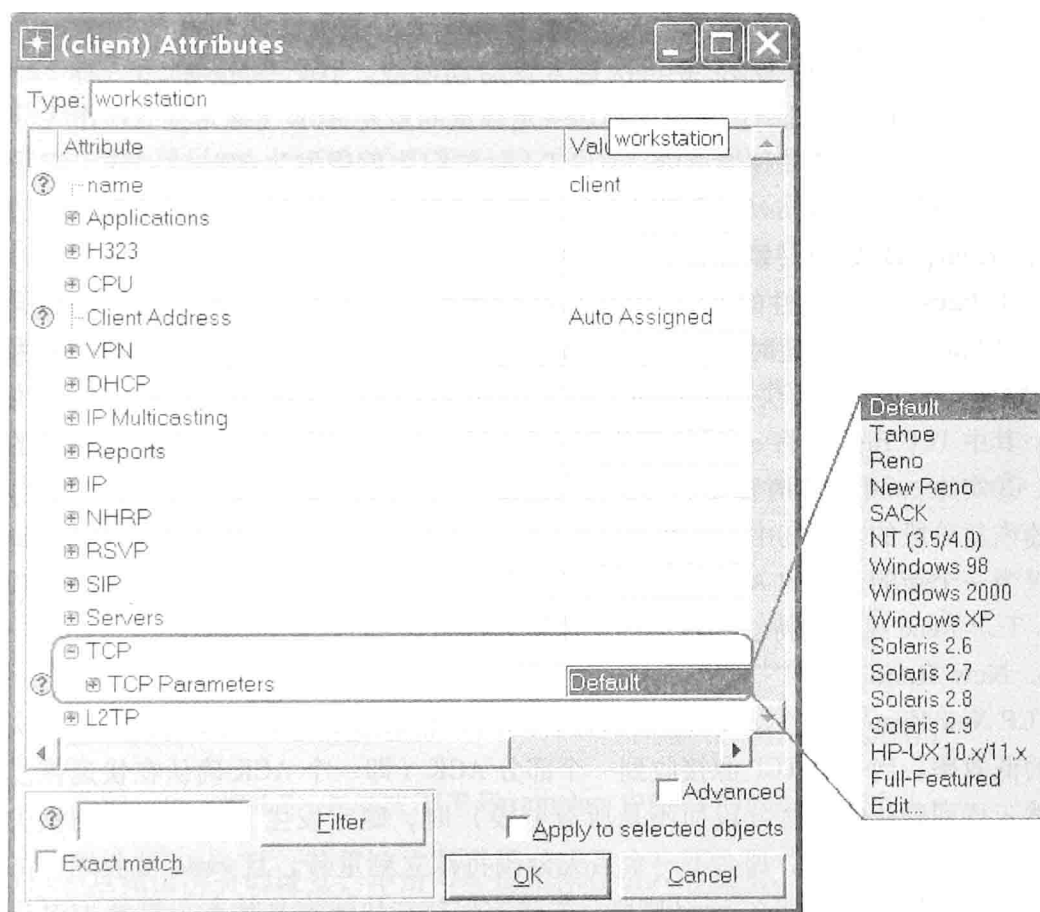 (client) Attributes
Type: workstation
Attribute Valu workstation
name client
Applications
H323
CPU
Client Address Auto Assigned
VPN
DHCP
IP Multicasting
Reports
IP
NHRP
RSVP
SIP
Servers
TCP
TCP Parameters Default
L2TP
Advanced
Filter
Apply to selected objects
Exact match
OK Cancel
Default
Tahoe
Reno
New Reno
SACK
NT (3.5/4.0)
Windows 98
Windows 2000
Windows XP
Solaris 2.6
Solaris 2.7
Solaris 2.8
Solaris 2.9
HP-UX 10.x/11.x
Full-Featured
Edit...